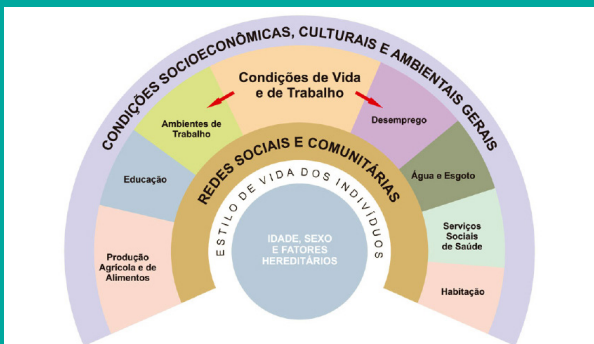 CONDIÇÕES SOCIOECONÔMICAS, CULTURAIS E AMBIENTAIS GERAIS
Condições de Vida
e de Trabalho
Ambientes de
Trabalho
Desemprego
Educação
Água e Esgoto
Produção
Agrícola e de
Alimentos
Serviços
Sociais
de Saúde
Habitação
REDES SOCIAIS E COMUNITÁRIAS
ESTILO DE VIDA DOS INDIVÍDUOS
IDADE, SEXO
E FATORES
HEREDITÁRIOS